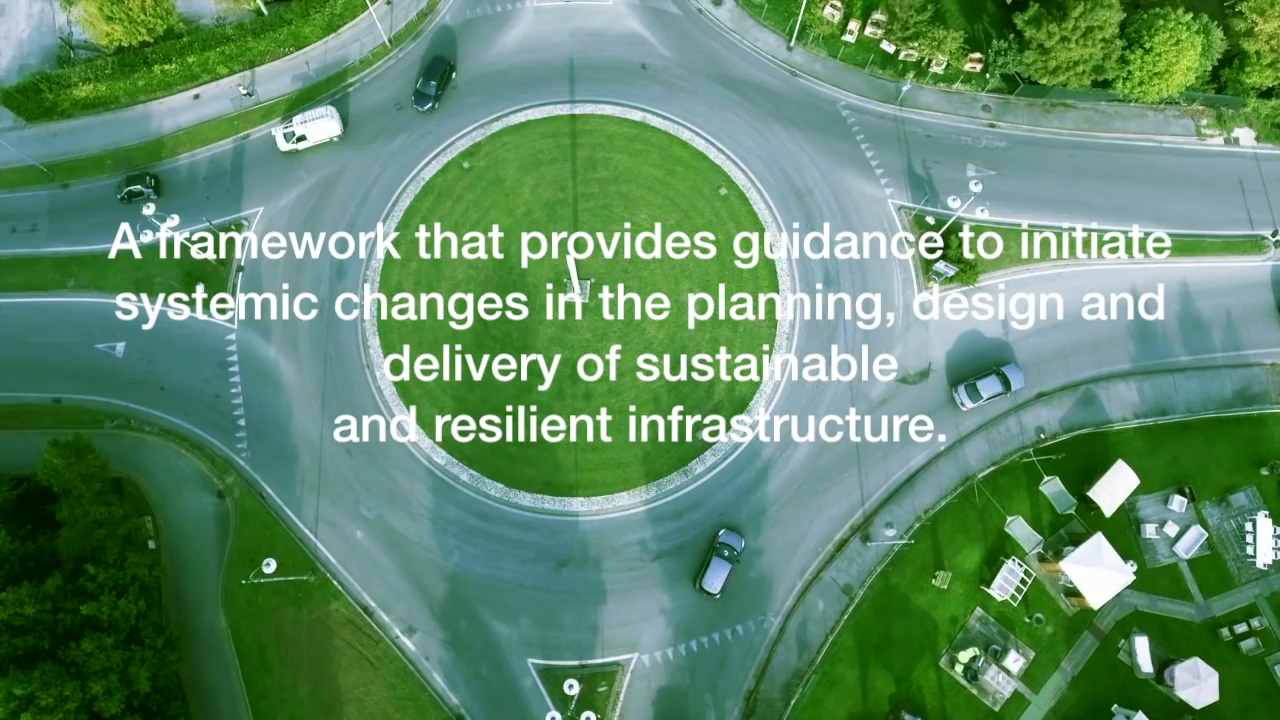 A framework that provides guidance to initiate
systemic changes in the planning, design and
delivery of sustainable
and resilient infrastructure.